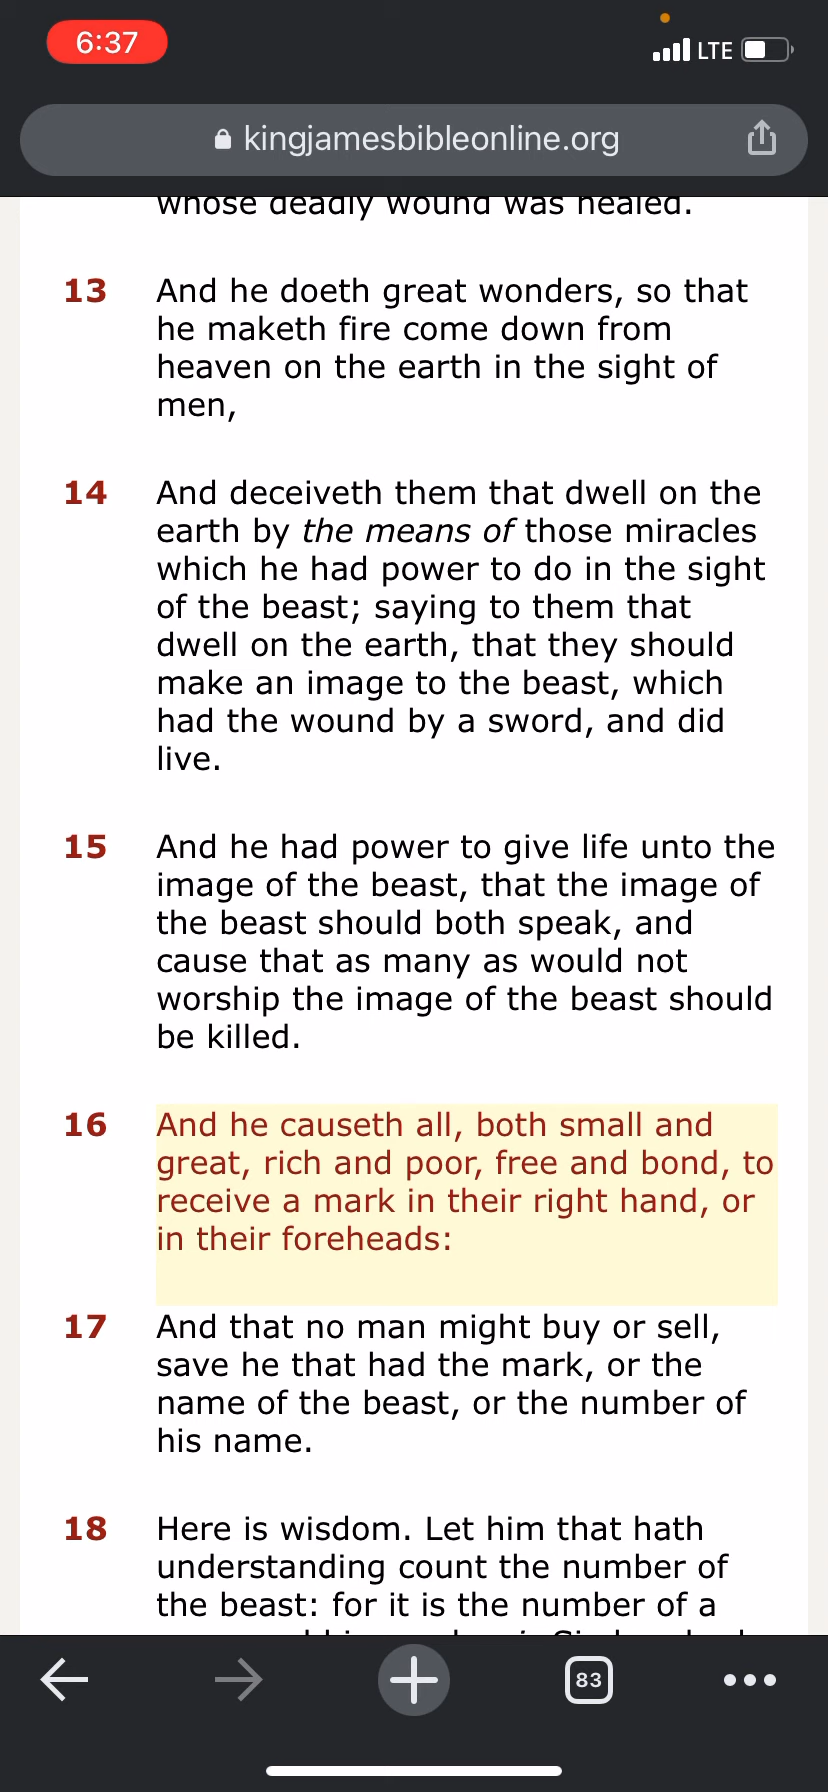 6:37
LTE
kingjamesbibleonline.org
whose deadly wound was healed.
13 And he doeth great wonders, so that
he maketh fire come down from
heaven on the earth in the sight of
men,
14 And deceiveth them that dwell on the
earth by the means of those miracles
which he had power to do in the sight
of the beast; saying to them that
dwell on the earth, that they should
make an image to the beast, which
had the wound by a sword, and did
live.
15 And he had power to give life unto the
image of the beast, that the image of
the beast should both speak, and
cause that as many as would not
worship the image of the beast should
be killed.
16 And he causeth all, both small and
great, rich and poor, free and bond, to
receive a mark in their right hand, or
in their foreheads:
17 And that no man might buy or sell,
save he that had the mark, or the
name of the beast, or the number of
his name.
18 Here is wisdom. Let him that hath
understanding count the number of
the beast: for it is the number of a
83